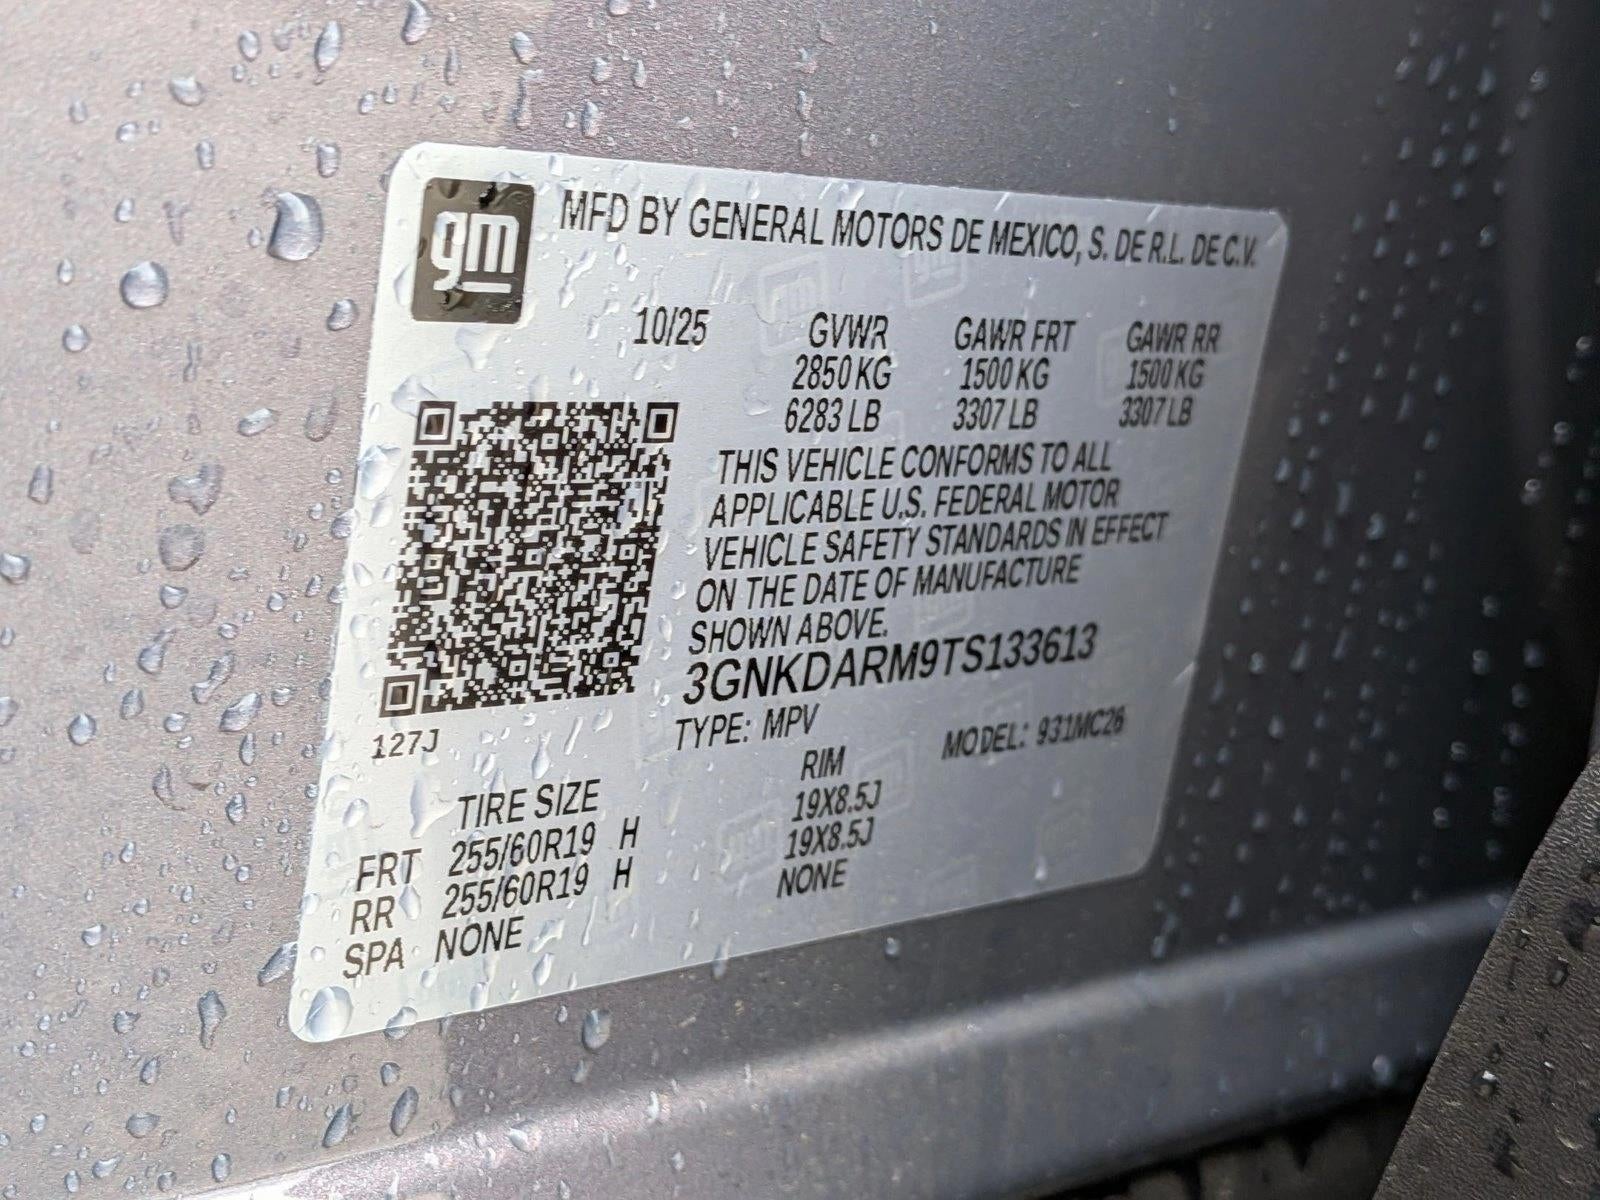 gm
MFD BY GENERAL MOTORS DE MEXICO, S. DE R.L. DE C.V.
10/25 GVWR GAWR FRT GAWR RR
2850 KG 1500 KG 1500 KG
6283 LB 3307 LB 3307 LB
THIS VEHICLE CONFORMS TO ALL
APPLICABLE U.S. FEDERAL MOTOR
VEHICLE SAFETY STANDARDS IN EFFECT
ON THE DATE OF MANUFACTURE
SHOWN ABOVE.
3GNKDARM9TS133613
127J TYPE: MPV MODEL: 931MC26
TIRE SIZE RIM
FRT 255/60R19 H 19X8.5J
RR 255/60R19 H 19X8.5J
SPA NONE NONE